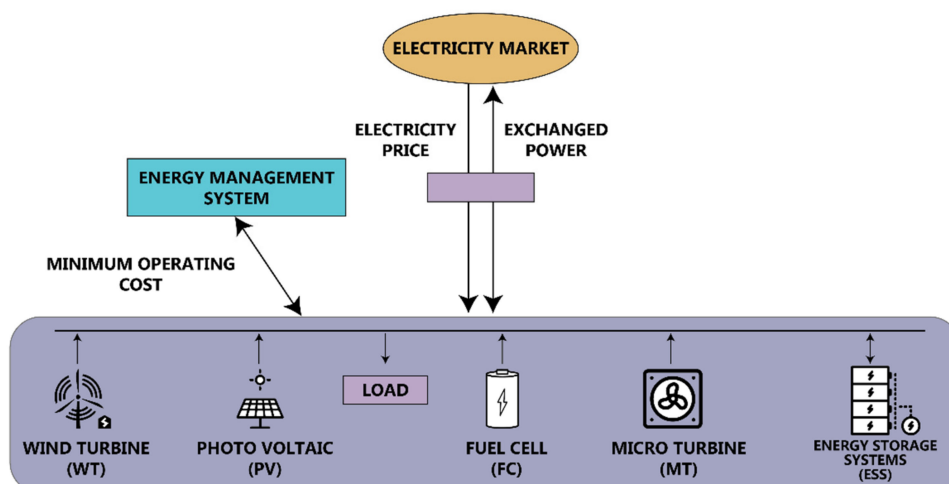 ELECTRICITY MARKET
ELECTRICITY
PRICE
EXCHANGED
POWER
ENERGY MANAGEMENT
SYSTEM
MINIMUM OPERATING
COST
LOAD
WIND TURBINE
(WT)
PHOTO VOLTAIC
(PV)
FUEL CELL
(FC)
MICRO TURBINE
(MT)
ENERGY STORAGE
SYSTEMS
(ESS)